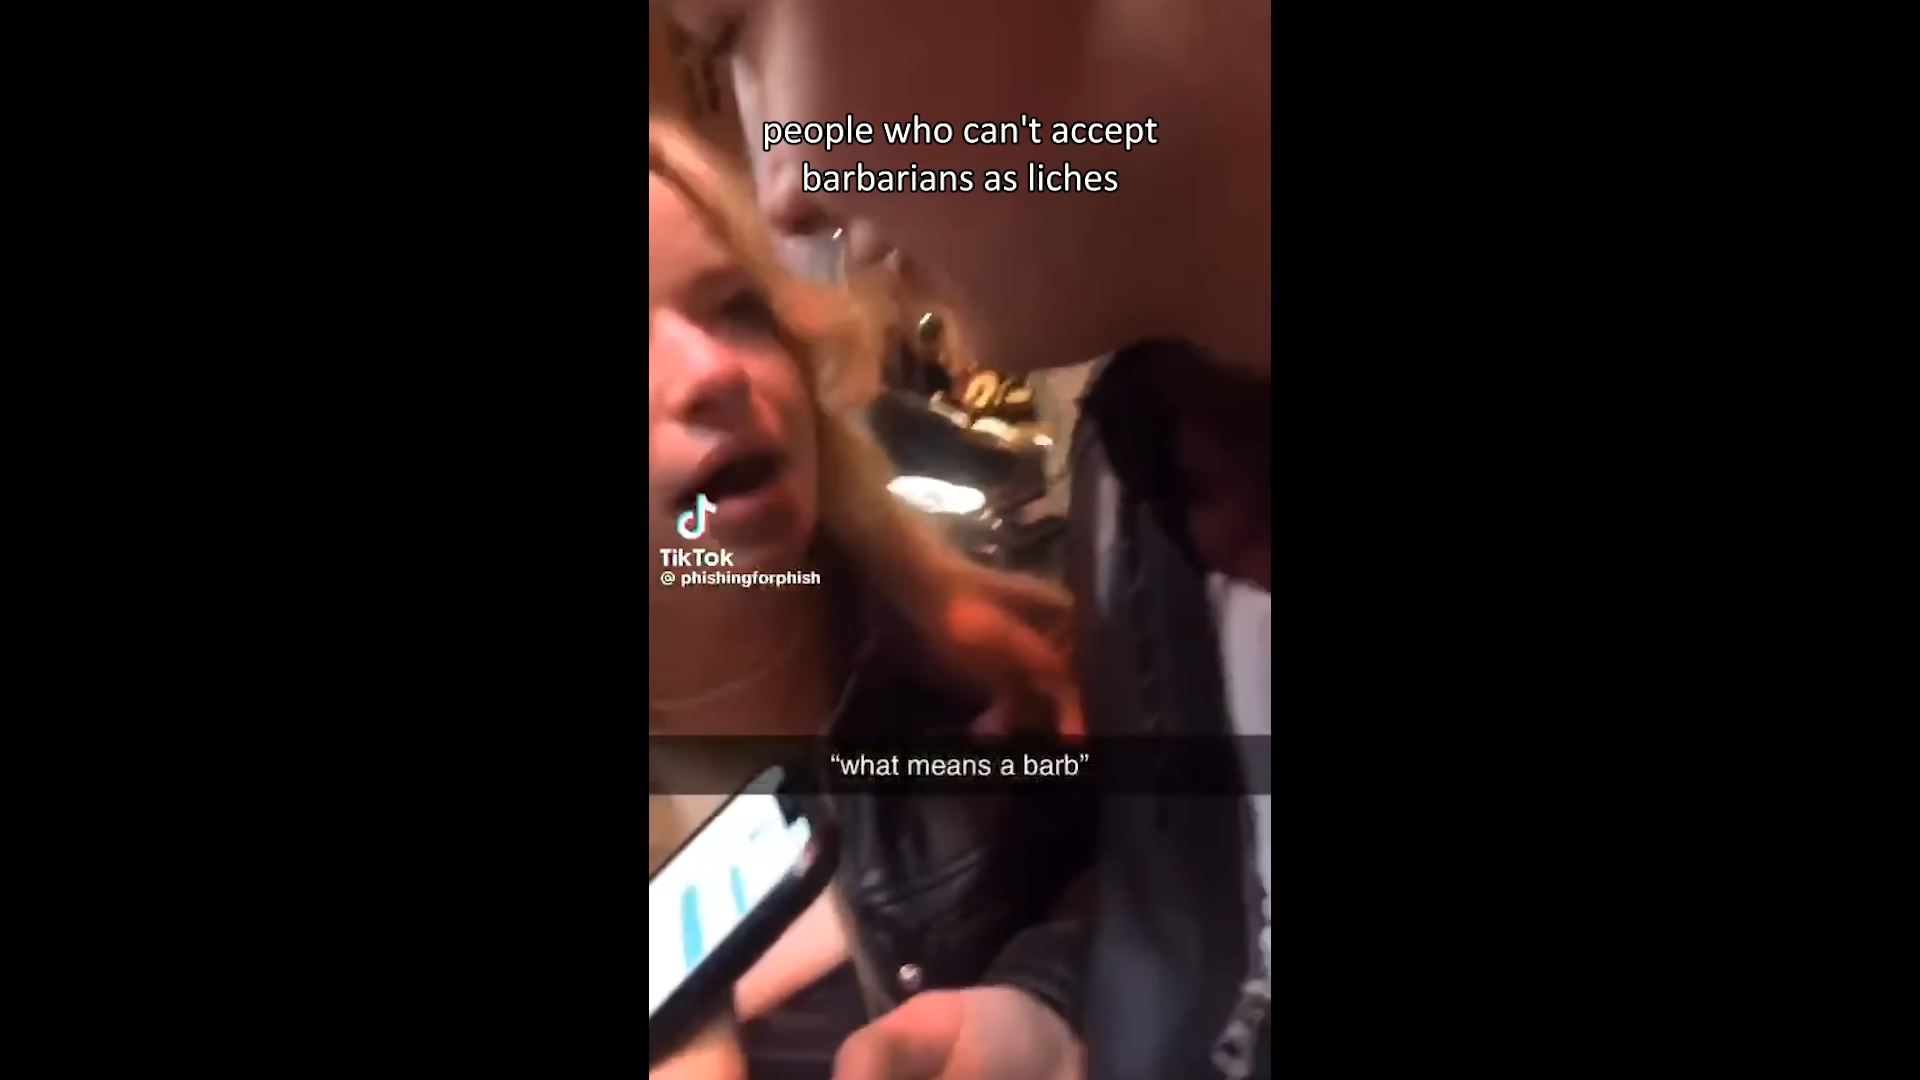 people who can't accept
barbarians as liches
TikTok
@ phishingforphish
“what means a barb”